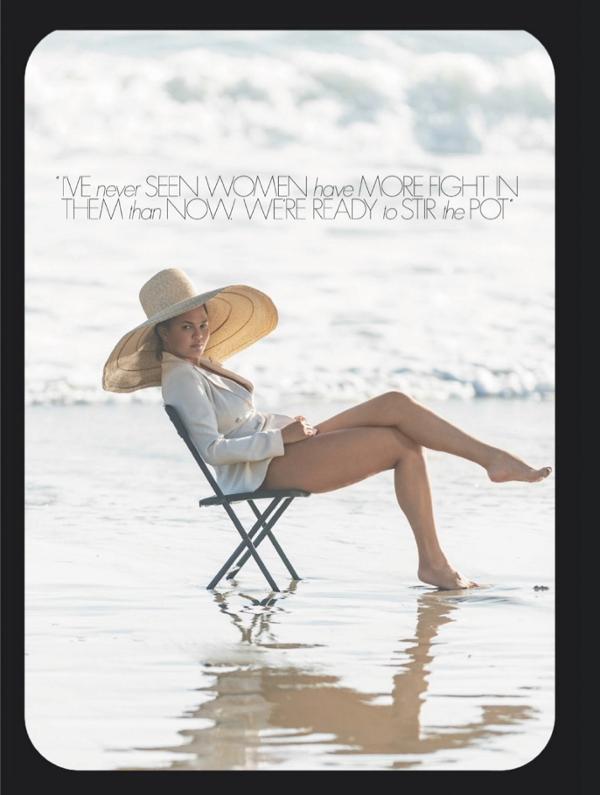 "I'VE never SEEN WOMEN have MORE FIGHT IN
THEM than NOW. WE'RE READY to STIR the POT"